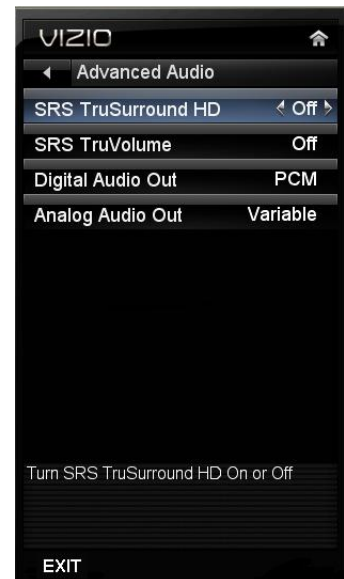 VIZIO
Advanced Audio
SRS TruSurround HD Off
SRS TruVolume Off
Digital Audio Out PCM
Analog Audio Out Variable
Turn SRS TruSurround HD On or Off
EXIT